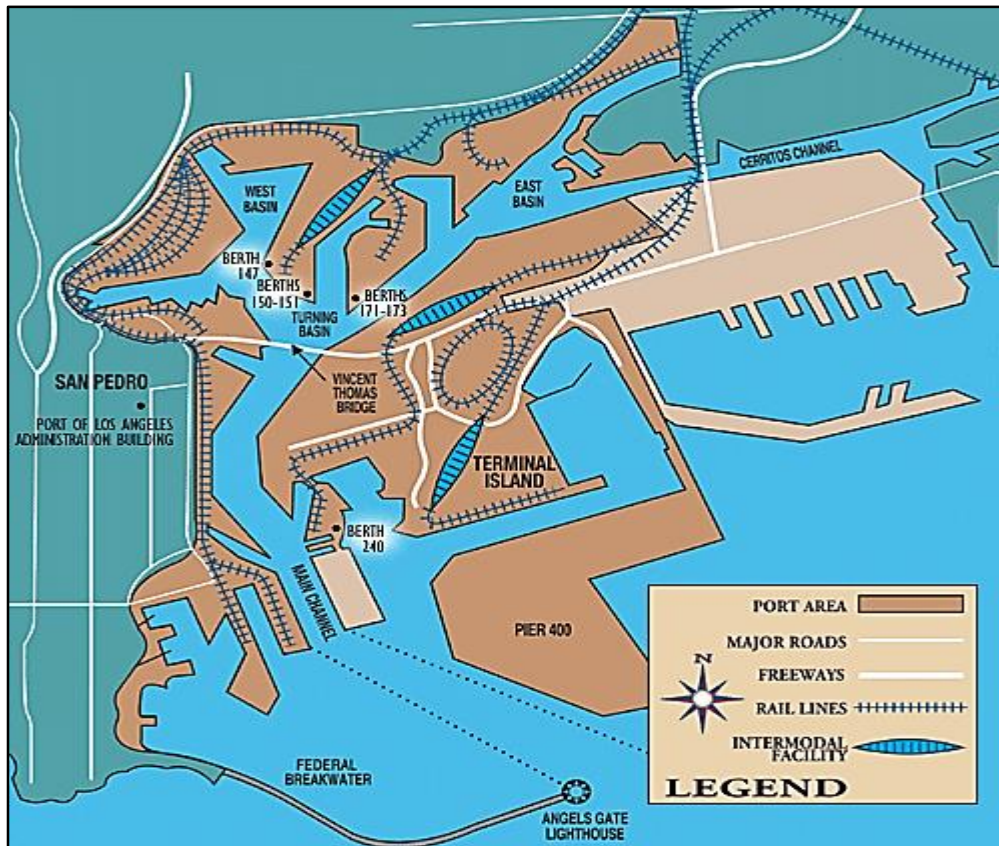 CERRITOS CHANNEL
WEST
BASIN
EAST
BASIN
BERTH
147
BERTHS
150-151
BERTHS
171-173
TURNING
BASIN
VINCENT
THOMAS
BRIDGE
SAN PEDRO
PORT OF LOS ANGELES
ADMINISTRATION BUILDING
TERMINAL
ISLAND
BERTH
240
MAIN CHANNEL
PIER 400
FEDERAL
BREAKWATER
ANGELS GATE
LIGHTHOUSE
PORT AREA
MAJOR ROADS
FREEWAYS
N
RAIL LINES
INTERMODAL
FACILITY
LEGEND